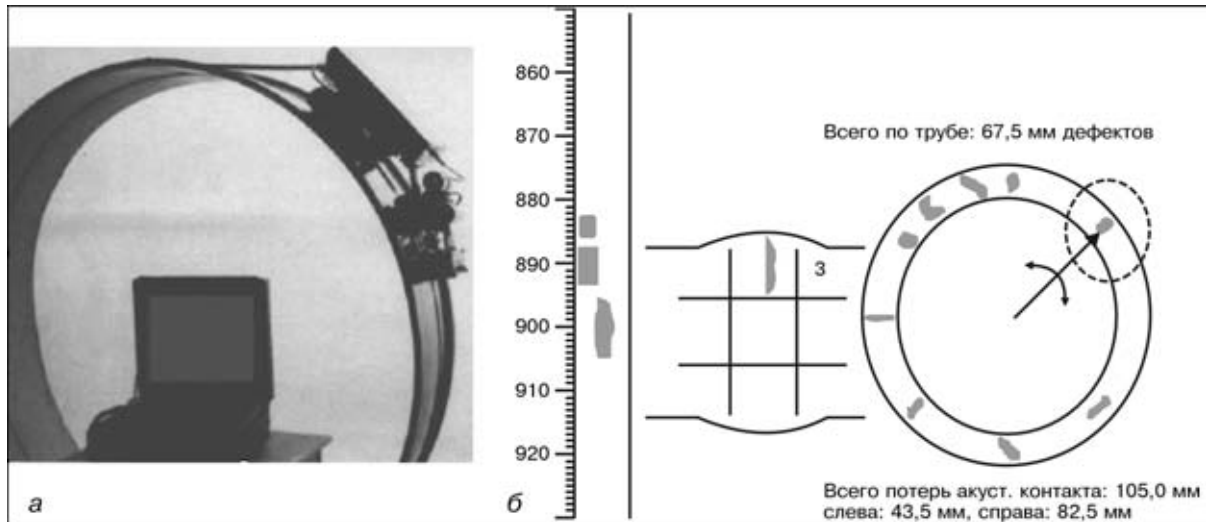 860
870
880
890
900
910
920
Всего по трубе: 67,5 мм дефектов
3
Всего потерь акуст. контакта: 105,0 мм
слева: 43,5 мм, справа: 82,5 мм
а
б